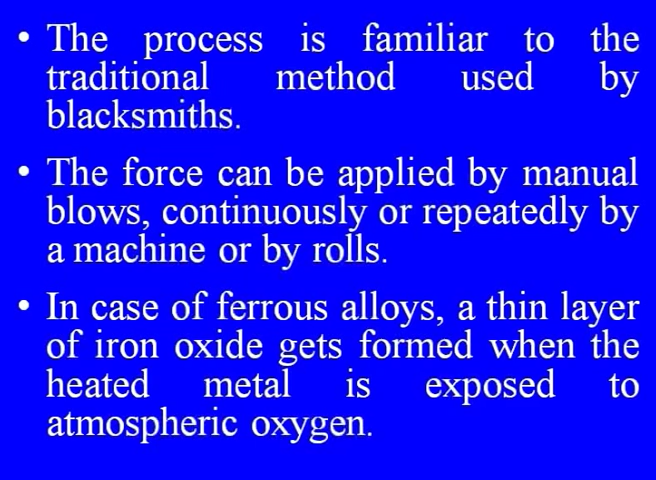 • The process is familiar to the
traditional method used by
blacksmiths.
• The force can be applied by manual
blows, continuously or repeatedly by
a machine or by rolls.
• In case of ferrous alloys, a thin layer
of iron oxide gets formed when the
heated metal is exposed to
atmospheric oxygen.